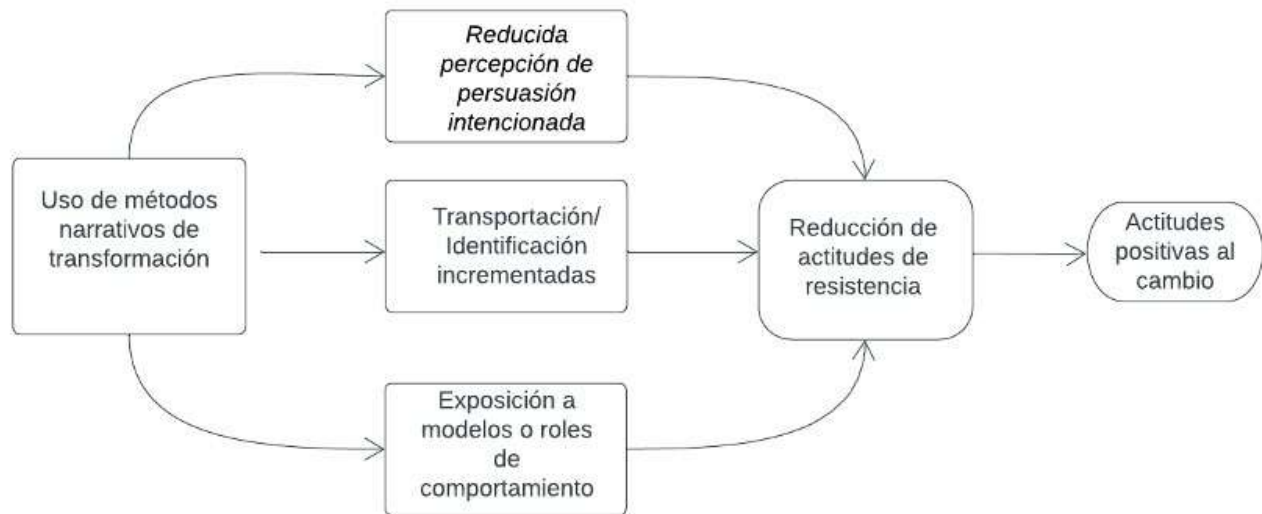 Reducida
percepción de
persuasión
intencionada
Uso de métodos
narrativos de
transformación
Transportación/
Identificación
incrementadas
Exposición a
modelos o roles
de
comportamiento
Reducción de
actitudes de
resistencia
Actitudes
positivas al
cambio